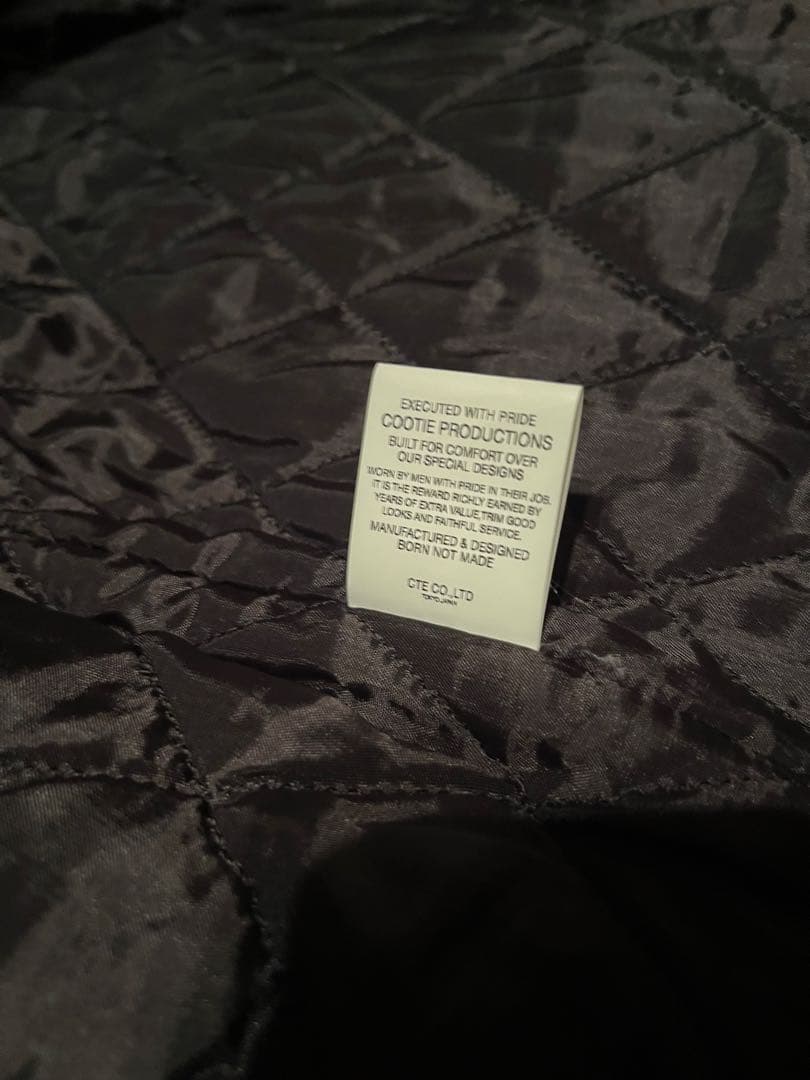 EXECUTED WITH PRIDE
COOTIE PRODUCTIONS
BUILT FOR COMFORT OVER
OUR SPECIAL DESIGNS
WORN BY MEN WITH PRIDE IN THEIR JOB.
IT IS THE REWARD RICHLY EARNED BY
YEARS OF EXTRA VALUE,TRIM GOOD
LOOKS AND FAITHFUL SERVICE.
MANUFACTURED & DESIGNED
BORN NOT MADE
CTE CO.,LTD
TOKYO JAPAN